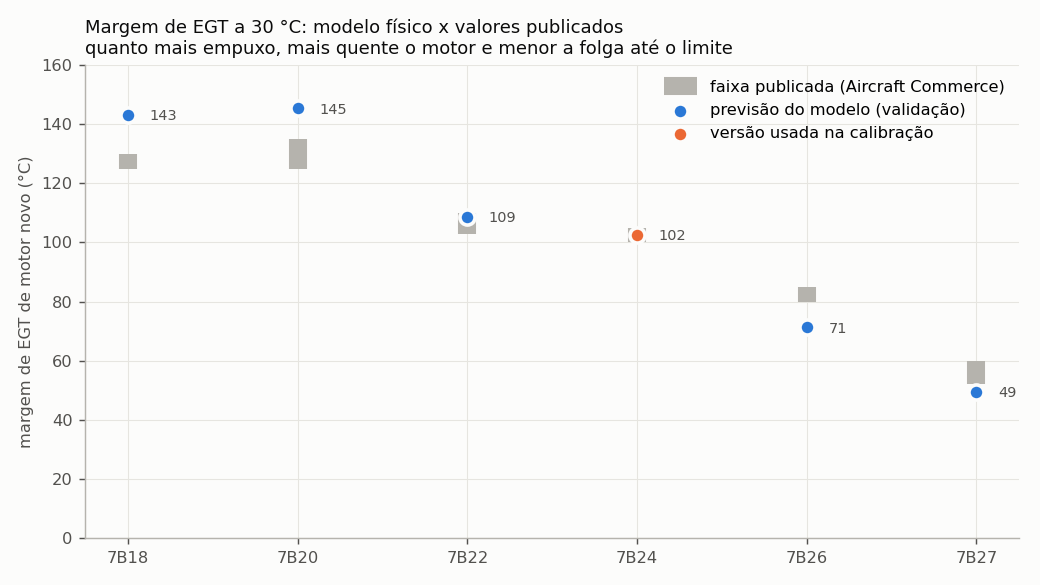 Margem de EGT a 30 °C: modelo físico x valores publicados
quanto mais empuxo, mais quente o motor e menor a folga até o limite
faixa publicada (Aircraft Commerce)
previsão do modelo (validação)
versão usada na calibração
margem de EGT de motor novo (°C)
160
140
120
100
80
60
40
20
0
143
145
109
102
71
49
7B18
7B20
7B22
7B24
7B26
7B27